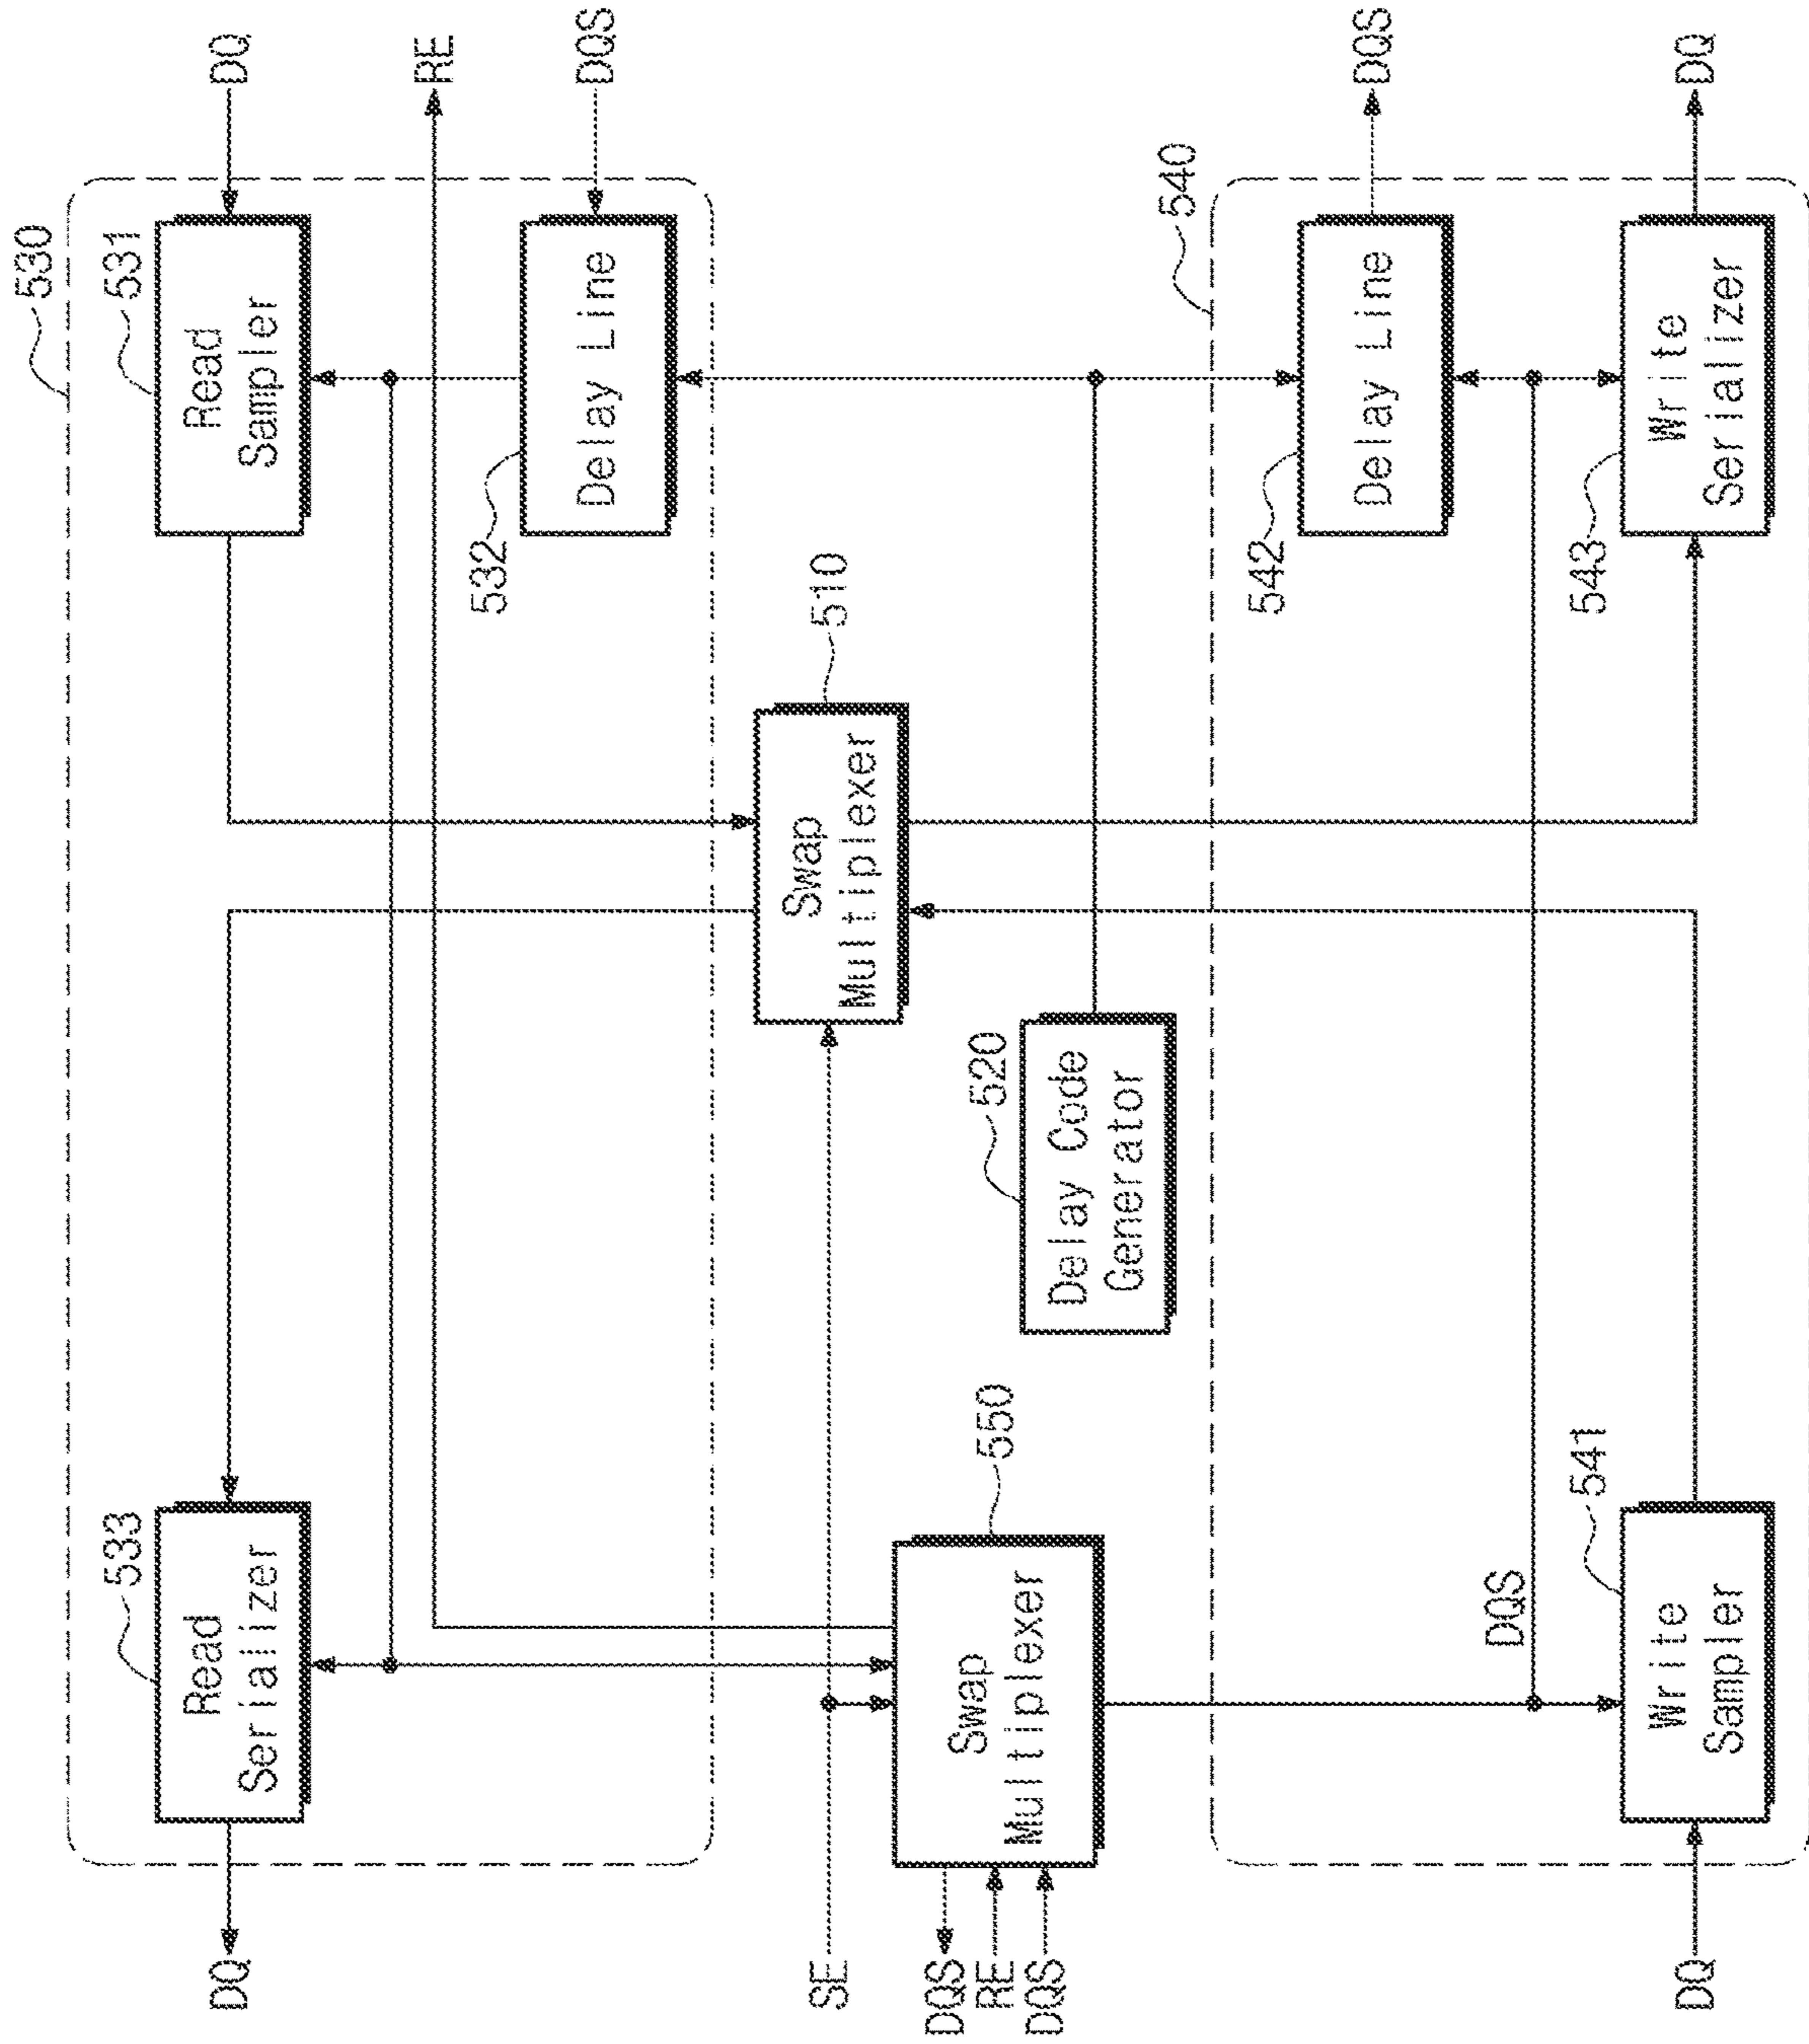 530
DQ
RE
DQS
531
Read
Sampler
532
Delay Line
533
Read
Serializer
DQ
510
Swap
Multiplexer
520
Delay Code
Generator
550
Swap
Multiplexer
SE
DQS
RE
DQS
540
542
Delay Line
DQS
543
Write
Serializer
DQ
DQS
541
Write
Sampler
DQ